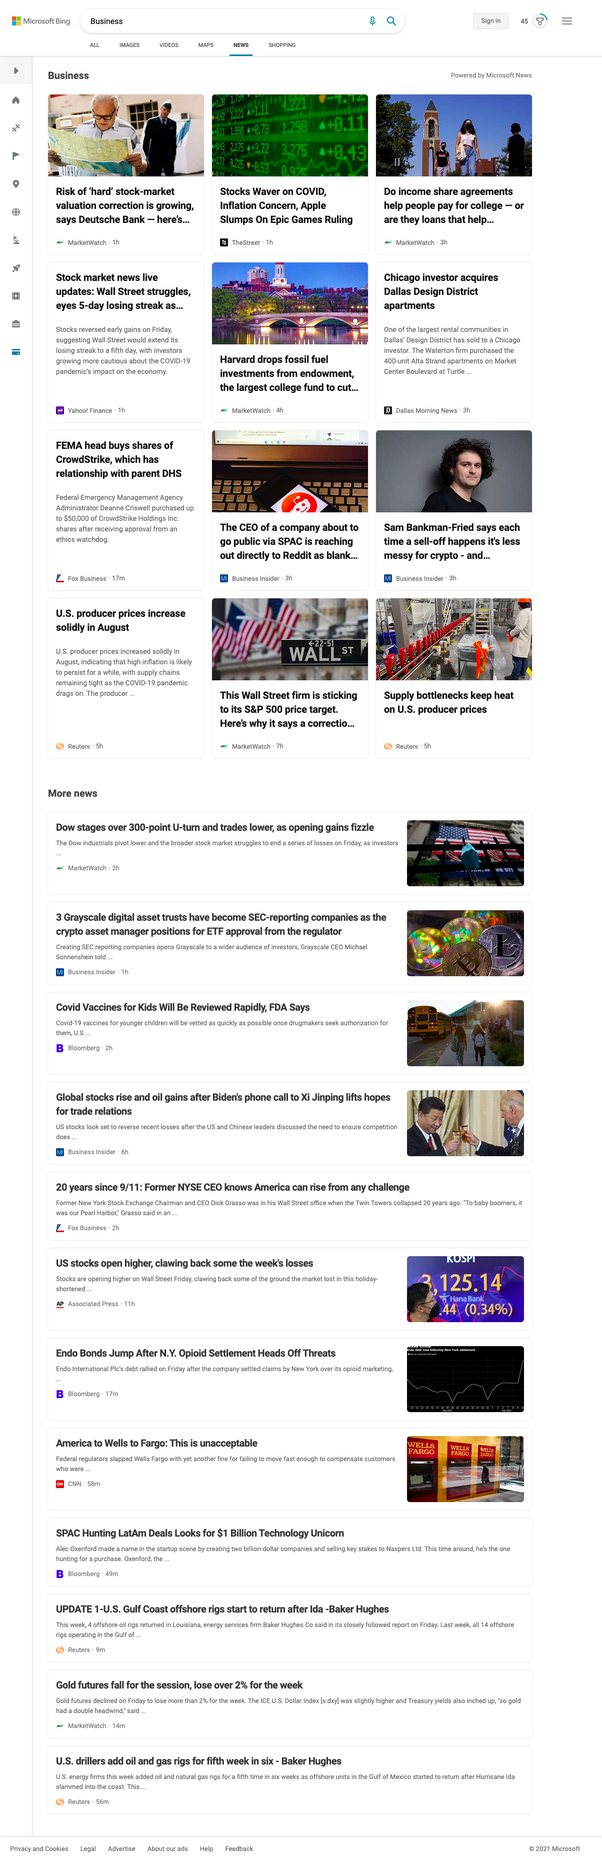 Microsoft Bing
Business
Sign in
45
ALL IMAGES VIDEOS MAPS NEWS SHOPPING
Business
Powered by Microsoft News
Risk of ‘hard’ stock-market
valuation correction is growing,
says Deutsche Bank — here’s...
MarketWatch · 1h
Stocks Waver on COVID,
Inflation Concern, Apple
Slumps On Epic Games Ruling
TheStreet · 1h
Do income share agreements
help people pay for college — or
are they loans that help...
MarketWatch · 3h
Stock market news live
updates: Wall Street struggles,
eyes 5-day losing streak as...
Stocks reversed early gains on Friday,
suggesting Wall Street would extend its
losing streak to a fifth day, with investors
growing more cautious about the COVID-19
pandemic's impact on the economy.
Yahoo! Finance · 1h
Harvard drops fossil fuel
investments from endowment,
the largest college fund to cut...
MarketWatch · 4h
Chicago investor acquires
Dallas Design District
apartments
One of the largest rental communities in
Dallas' Design District has sold to a Chicago
investor. The Waterton firm purchased the
400-unit Alta Strand apartments on Market
Center Boulevard at Turtle ...
Dallas Morning News · 3h
FEMA head buys shares of
CrowdStrike, which has
relationship with parent DHS
Federal Emergency Management Agency
Administrator Deanne Criswell purchased up
to $50,000 of CrowdStrike Holdings Inc.
shares after receiving approval from an
ethics watchdog.
Fox Business · 17m
The CEO of a company about to
go public via SPAC is reaching
out directly to Reddit as blank...
Business Insider · 3h
Sam Bankman-Fried says each
time a sell-off happens it's less
messy for crypto - and...
Business Insider · 3h
U.S. producer prices increase
solidly in August
U.S. producer prices increased solidly in
August, indicating that high inflation is likely
to persist for a while, with supply chains
remaining tight as the COVID-19 pandemic
drags on. The producer ...
Reuters · 5h
WALL ST
This Wall Street firm is sticking
to its S&P 500 price target.
Here's why it says a correctio...
MarketWatch · 7h
Supply bottlenecks keep heat
on U.S. producer prices
Reuters · 5h
More news
Dow stages over 300-point U-turn and trades lower, as opening gains fizzle
The Dow industrials pivot lower and the broader stock market struggles to end a series of losses on Friday, as investors
...
MarketWatch · 2h
3 Grayscale digital asset trusts have become SEC-reporting companies as the
crypto asset manager positions for ETF approval from the regulator
Creating SEC reporting companies opens Grayscale to a wider audience of investors, Grayscale CEO Michael
Sonnenshein told ...
Business Insider · 1h
Covid Vaccines for Kids Will Be Reviewed Rapidly, FDA Says
Covid-19 vaccines for younger children will be vetted as quickly as possible once drugmakers seek authorization for
them, U.S ...
Bloomberg · 2h
Global stocks rise and oil gains after Biden's phone call to Xi Jinping lifts hopes
for trade relations
US stocks look set to reverse recent losses after the US and Chinese leaders discussed the need to ensure competition
does ...
Business Insider · 6h
20 years since 9/11: Former NYSE CEO knows America can rise from any challenge
Former New York Stock Exchange Chairman and CEO Dick Grasso was in his Wall Street office when the Twin Towers collapsed 20 years ago. "To baby boomers, it
was our Pearl Harbor," Grasso said in an ...
Fox Business · 2h
US stocks open higher, clawing back some the week's losses
Stocks are opening higher on Wall Street Friday, clawing back some of the ground the market lost in this holiday-
shortened ...
Associated Press · 11h
KOSPI
3,125.14
Hana Bank
.44 (0.34%)
Endo Bonds Jump After N.Y. Opioid Settlement Heads Off Threats
Endo International Plc's debt rallied on Friday after the company settled claims by New York over its opioid marketing,
...
Bloomberg · 17m
America to Wells to Fargo: This is unacceptable
Federal regulators slapped Wells Fargo with yet another fine for failing to move fast enough to compensate customers
who were ...
CNN · 58m
WELLS FARGO
WELLS FARGO
WELLS FARGO
SPAC Hunting LatAm Deals Looks for $1 Billion Technology Unicorn
Alec Oxenford made a name in the startup scene by creating two billion-dollar companies and selling key stakes to Naspers Ltd. This time around, he's the one
hunting for a purchase. Oxenford, the ...
Bloomberg · 49m
UPDATE 1-U.S. Gulf Coast offshore rigs start to return after Ida -Baker Hughes
This week, 4 offshore oil rigs returned in Louisiana, energy services firm Baker Hughes Co said in its closely followed report on Friday. Last week, all 14 offshore
rigs operating in the Gulf of ...
Reuters · 9m
Gold futures fall for the session, lose over 2% for the week
Gold futures declined on Friday to lose more than 2% for the week. The ICE U.S. Dollar Index [s:dxy] was slightly higher and Treasury yields also inched up, "so gold
had a double headwind," said ...
MarketWatch · 14m
U.S. drillers add oil and gas rigs for fifth week in six - Baker Hughes
U.S. energy firms this week added oil and natural gas rigs for a fifth time in six weeks as offshore units in the Gulf of Mexico started to return after Hurricane Ida
slammed into the coast. This ...
Reuters · 56m
Privacy and Cookies Legal Advertise About our ads Help Feedback
© 2021 Microsoft